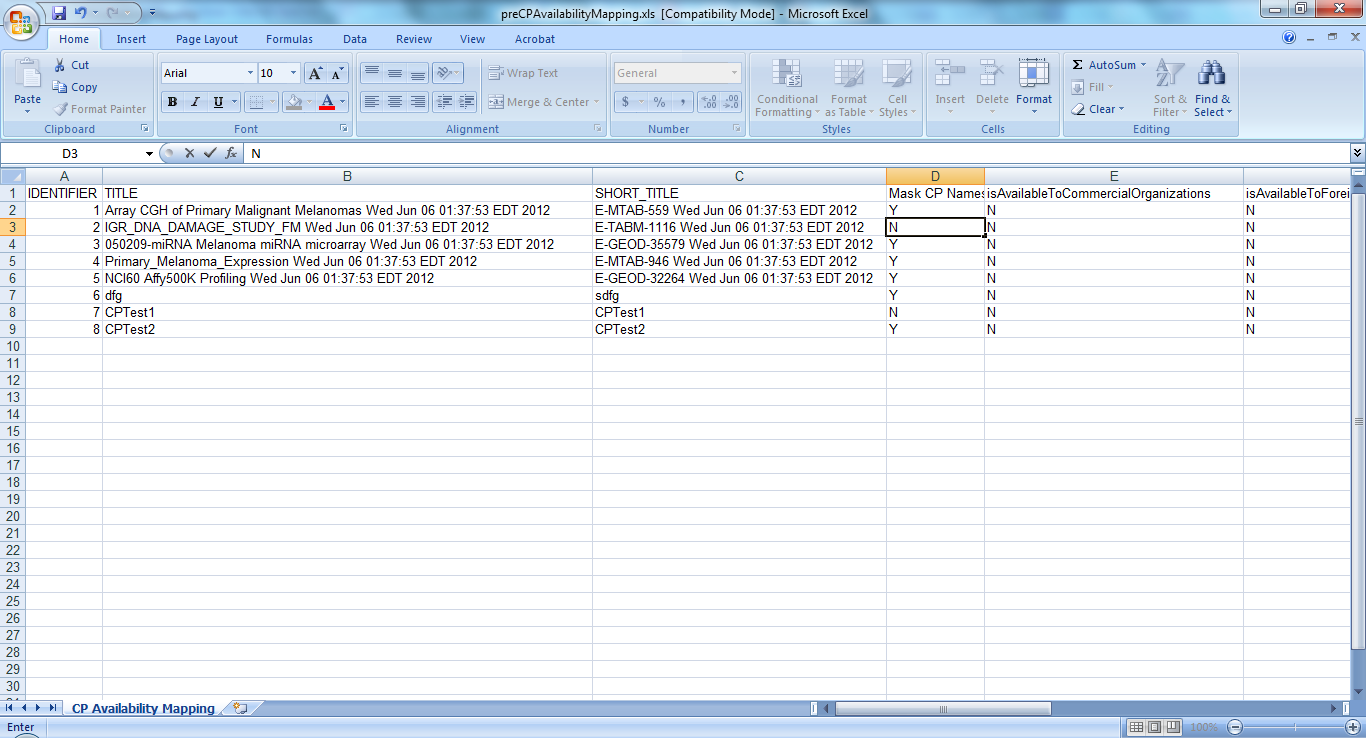 preCPAvailabilityMapping.xls [Compatibility Mode] - Microsoft Excel
Home Insert Page Layout Formulas Data Review View Acrobat
Paste Cut Copy Format Painter
Arial 10 B I U A A A
Wrap Text Merge & Center
General $ % ,
Conditional Formatting Format as Table Cell Styles
Insert Delete Format
Σ AutoSum Fill Clear Sort & Filter Find & Select
Clipboard Font Alignment Number Styles Cells Editing
D3 fx N
A B C D E
1 IDENTIFIER TITLE SHORT_TITLE Mask CP Names isAvailableToCommercialOrganizations isAvailableToForei
2 1 Array CGH of Primary Malignant Melanomas Wed Jun 06 01:37:53 EDT 2012 E-MTAB-559 Wed Jun 06 01:37:53 EDT 2012 Y N N
3 2 IGR_DNA_DAMAGE_STUDY_FM Wed Jun 06 01:37:53 EDT 2012 E-TABM-1116 Wed Jun 06 01:37:53 EDT 2012 N N N
4 3 050209-miRNA Melanoma miRNA microarray Wed Jun 06 01:37:53 EDT 2012 E-GEOD-35579 Wed Jun 06 01:37:53 EDT 2012 Y N N
5 4 Primary_Melanoma_Expression Wed Jun 06 01:37:53 EDT 2012 E-MTAB-946 Wed Jun 06 01:37:53 EDT 2012 Y N N
6 5 NCI60 Affy500K Profiling Wed Jun 06 01:37:53 EDT 2012 E-GEOD-32264 Wed Jun 06 01:37:53 EDT 2012 Y N N
7 6 dfg sdfg Y N N
8 7 CPTest1 CPTest1 N N N
9 8 CPTest2 CPTest2 Y N N
10
11
12
13
14
15
16
17
18
19
20
21
22
23
24
25
26
27
28
29
30
CP Availability Mapping
Enter 100%